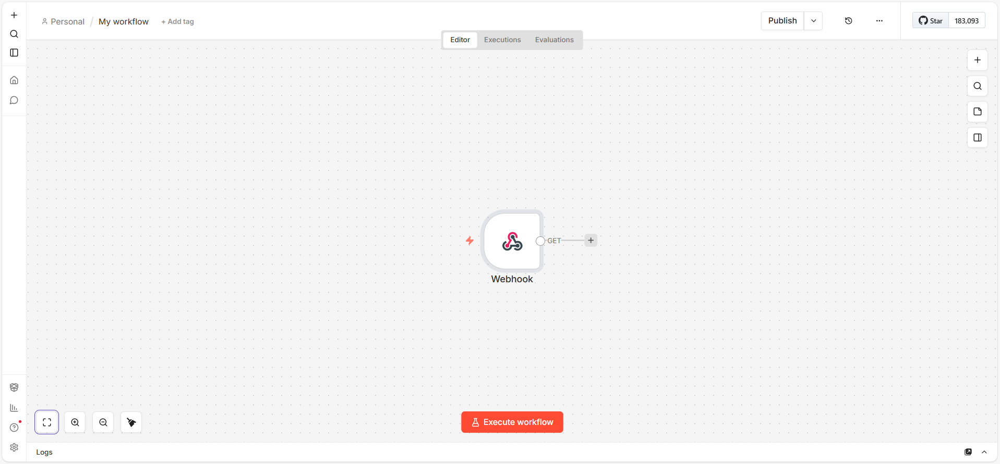 Personal / My workflow + Add tag
Publish
Star 183,093
Editor Executions Evaluations
GET
Webhook
Execute workflow
Logs